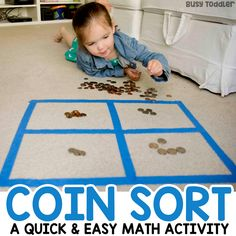 BUSY TODDLER
COIN SORT
A QUICK & EASY MATH ACTIVITY